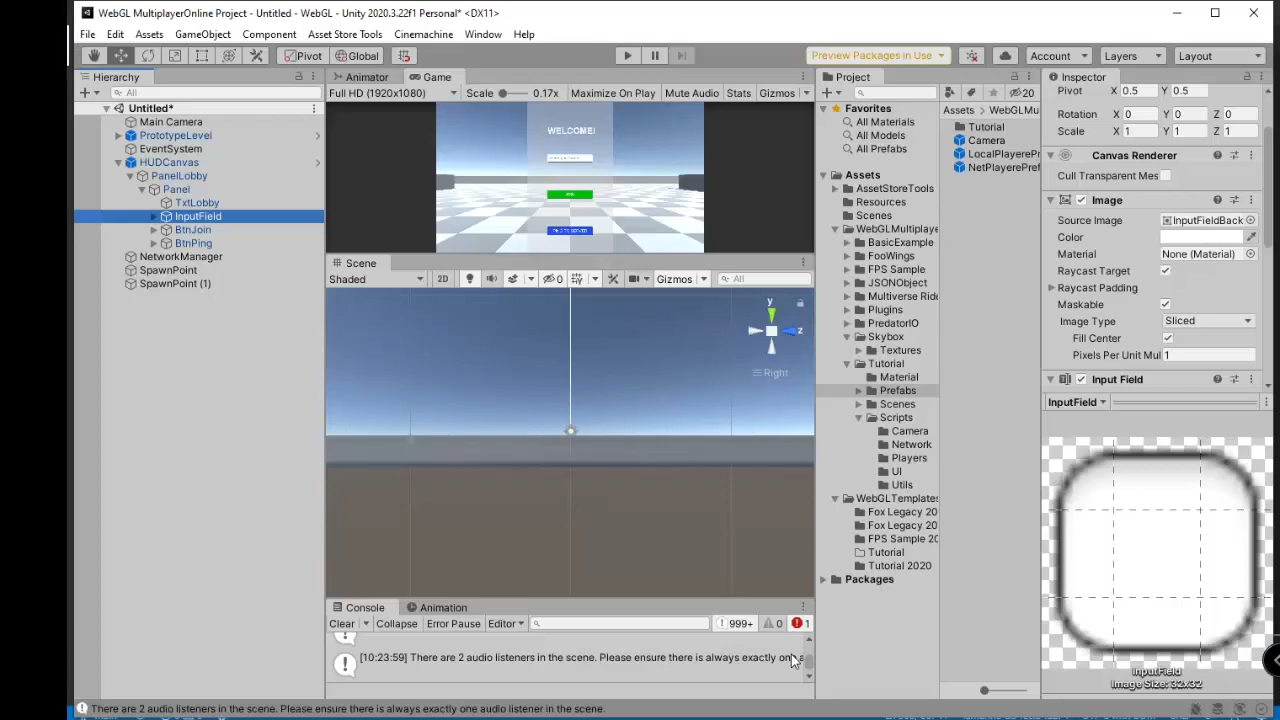 WebGL MultiplayerOnline Project - Untitled - WebGL - Unity 2020.3.22f1 Personal* <DX11>
File Edit Assets GameObject Component Asset Store Tools Cinemachine Window Help
Pivot Global Preview Packages in Use Account Layers Layout
Hierarchy
All
Untitled*
Main Camera
PrototypeLevel
EventSystem
HUDCanvas
PanelLobby
Panel
TxtLobby
InputField
BtnJoin
BtnPing
NetworkManager
SpawnPoint
SpawnPoint (1)
Animator Game
Full HD (1920x1080) Scale 0.17x Maximize On Play Mute Audio Stats Gizmos
WELCOME!
Scene
Shaded 2D 0 Gizmos All
y
z
Right
Console Animation
Clear Collapse Error Pause Editor 999+ 0 1
[10:23:59] There are 2 audio listeners in the scene. Please ensure there is always exactly on
There are 2 audio listeners in the scene. Please ensure there is always exactly one audio listener in the scene.
Project
20
Favorites
All Materials
All Models
All Prefabs
Assets
AssetStoreTools
Resources
Scenes
WebGLMultiplaye
BasicExample
FooWings
FPS Sample
JSONObject
Multiverse Rid
Plugins
PredatorIO
Skybox
Textures
Tutorial
Material
Prefabs
Scenes
Scripts
Camera
Network
Players
UI
Utils
WebGLTemplates
Fox Legacy 20
Fox Legacy 20
FPS Sample 20
Tutorial
Tutorial 2020
Packages
Assets WebGLMu
Tutorial
Camera
LocalPlayerePr
NetPlayerePref
Inspector
Pivot X 0.5 Y 0.5
Rotation X 0 Y 0 Z 0
Scale X 1 Y 1 Z 1
Canvas Renderer
Cull Transparent Mes
Image
Source Image InputFieldBack
Color
Material None (Material)
Raycast Target
Raycast Padding
Maskable
Image Type Sliced
Fill Center
Pixels Per Unit Mul 1
Input Field
InputField
InputField
Image Size: 32x32